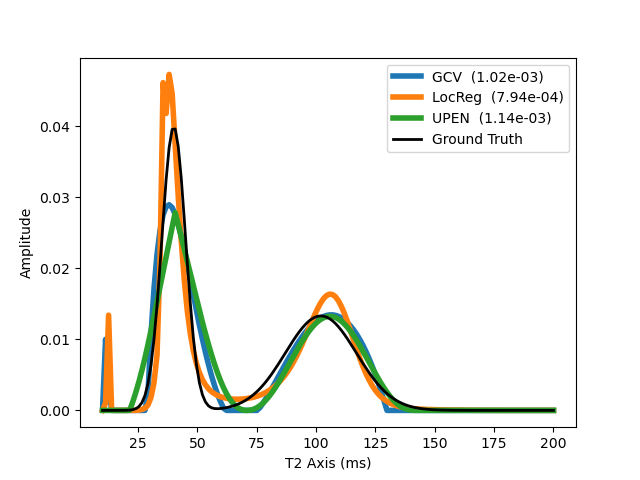 GCV (1.02e-03)
LocReg (7.94e-04)
UPEN (1.14e-03)
Ground Truth
Amplitude
0.04
0.03
0.02
0.01
0.00
25 50 75 100 125 150 175 200
T2 Axis (ms)